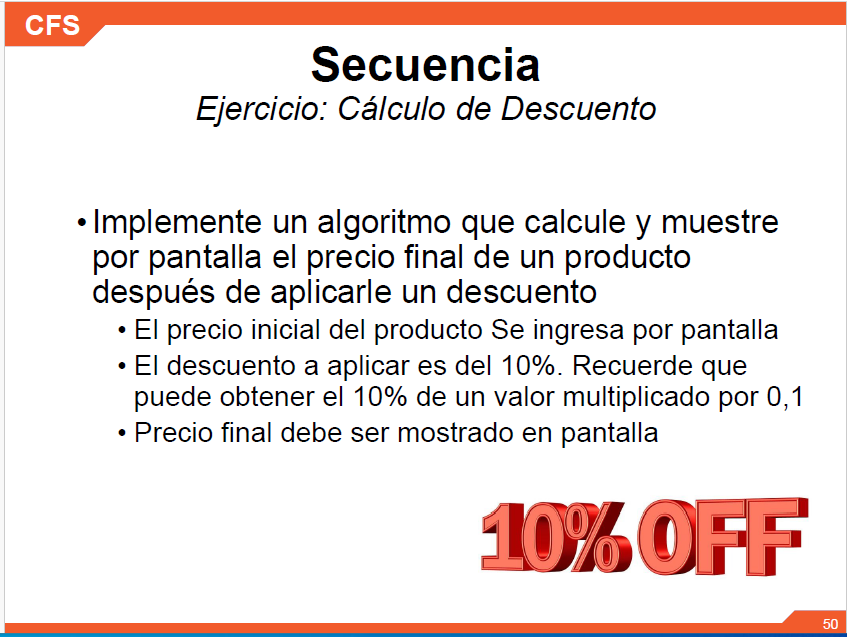 CFS
Secuencia
Ejercicio: Cálculo de Descuento
• Implemente un algoritmo que calcule y muestre
por pantalla el precio final de un producto
después de aplicarle un descuento
• El precio inicial del producto Se ingresa por pantalla
• El descuento a aplicar es del 10%. Recuerde que
puede obtener el 10% de un valor multiplicado por 0,1
• Precio final debe ser mostrado en pantalla
10% OFF
50